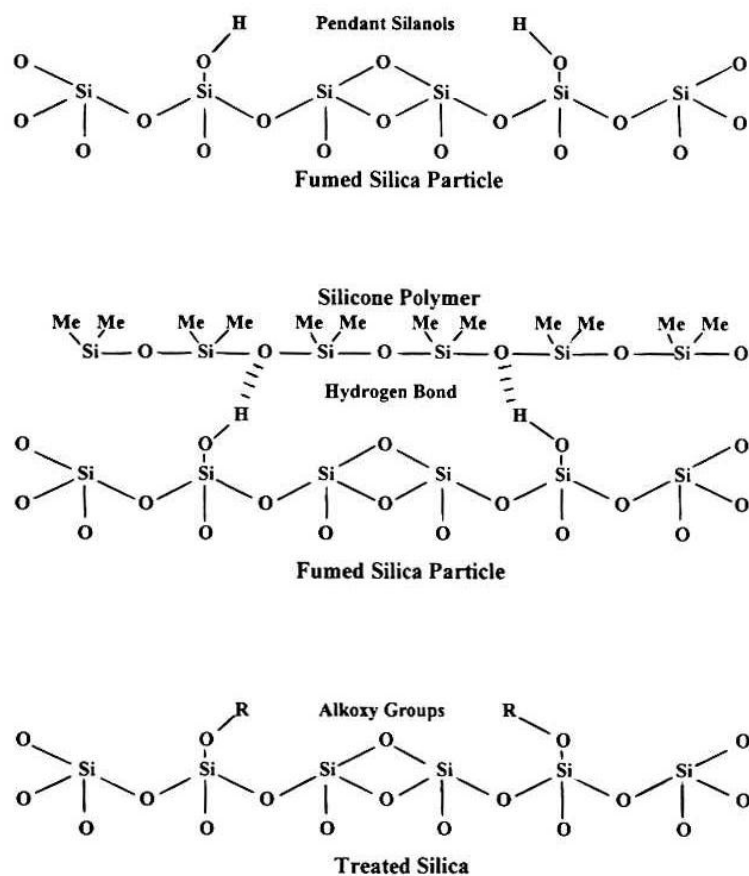 H Pendant Silanols H
O O O O O
Si Si Si Si Si Si
O O O O O O
O O O O O O
Fumed Silica Particle
Silicone Polymer
Me Me Me Me Me Me Me Me Me Me Me Me
Si O Si O Si O Si O Si O Si O
Hydrogen Bond
H H
O O O O O
Si Si Si Si Si Si
O O O O O O
O O O O O O
Fumed Silica Particle
R Alkoxy Groups R
O O O O O
Si Si Si Si Si Si
O O O O O O
O O O O O O
Treated Silica